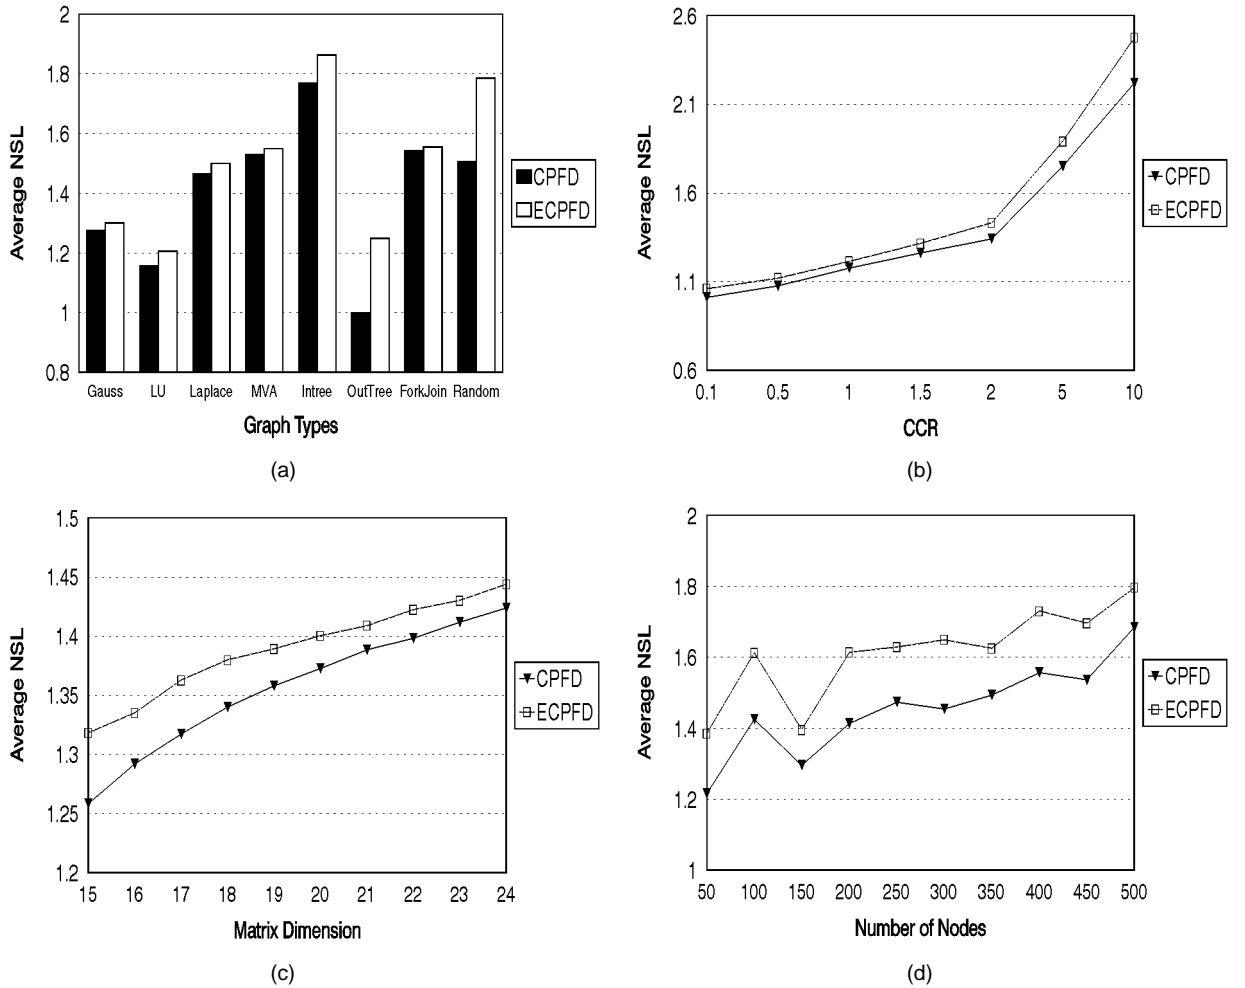 2
1.8
1.6
1.4
1.2
1
0.8
Average NSL
Gauss LU Laplace MVA Intree OutTree ForkJoin Random
Graph Types
CPFD
ECPFD
(a)
2.6
2.1
1.6
1.1
0.6
Average NSL
0.1 0.5 1 1.5 2 5 10
CCR
CPFD
ECPFD
(b)
1.5
1.45
1.4
1.35
1.3
1.25
1.2
Average NSL
15 16 17 18 19 20 21 22 23 24
Matrix Dimension
CPFD
ECPFD
(c)
2
1.8
1.6
1.4
1.2
1
Average NSL
50 100 150 200 250 300 350 400 450 500
Number of Nodes
CPFD
ECPFD
(d)